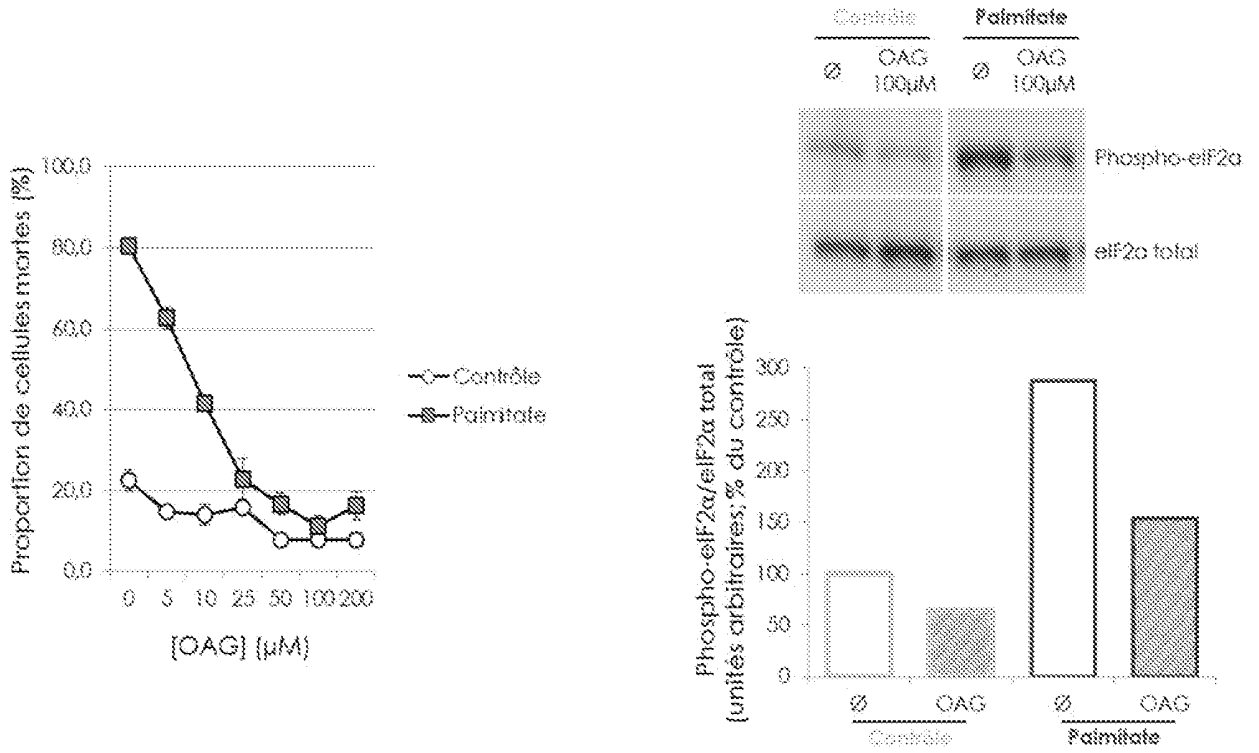 Proportion de cellules mortes (%)
100,0
80,0
60,0
40,0
20,0
0,0
0 5 10 25 50 100 200
[OAG] (µM)
Contrôle
Palmitate
Contrôle Palmitate
Ø OAG 100µM Ø OAG 100µM
Phospho-eIF2α
eIF2α total
Phospho-eIF2α/eIF2α total
(unités arbitraires; % du contrôle)
300
250
200
150
100
50
0
Ø OAG Ø OAG
Contrôle Palmitate